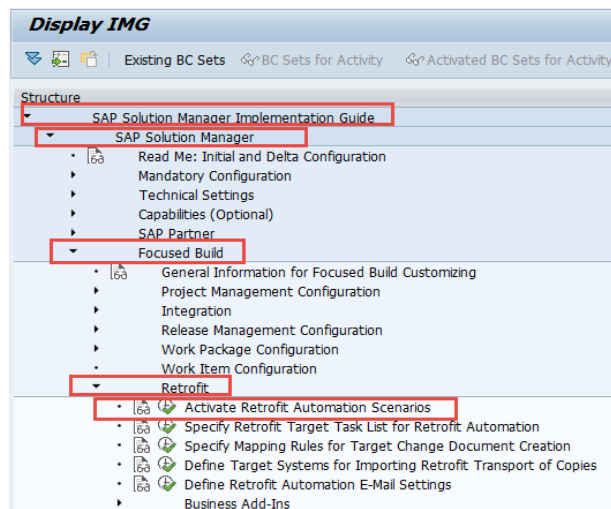 Display IMG
Existing BC Sets BC Sets for Activity Activated BC Sets for Activity
Structure
SAP Solution Manager Implementation Guide
SAP Solution Manager
Read Me: Initial and Delta Configuration
Mandatory Configuration
Technical Settings
Capabilities (Optional)
SAP Partner
Focused Build
General Information for Focused Build Customizing
Project Management Configuration
Integration
Release Management Configuration
Work Package Configuration
Work Item Configuration
Retrofit
Activate Retrofit Automation Scenarios
Specify Retrofit Target Task List for Retrofit Automation
Specify Mapping Rules for Target Change Document Creation
Define Target Systems for Importing Retrofit Transport of Copies
Define Retrofit Automation E-Mail Settings
Business Add-Ins